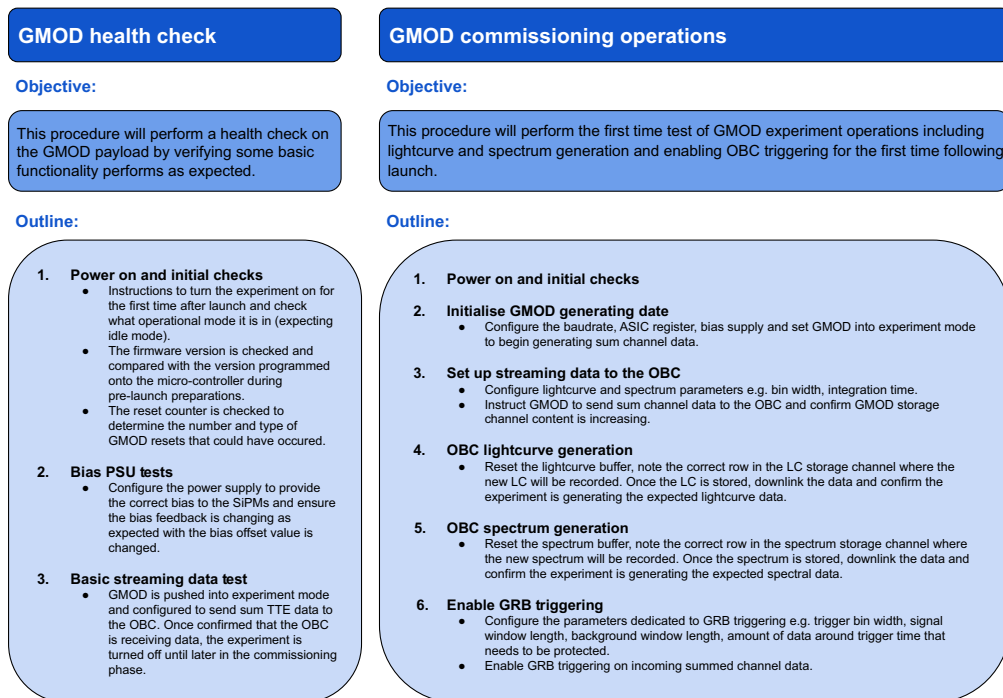 GMOD health check
Objective:
This procedure will perform a health check on
the GMOD payload by verifying some basic
functionality performs as expected.
Outline:
1. Power on and initial checks
● Instructions to turn the experiment on for
the first time after launch and check
what operational mode it is in (expecting
idle mode).
● The firmware version is checked and
compared with the version programmed
onto the micro-controller during
pre-launch preparations.
● The reset counter is checked to
determine the number and type of
GMOD resets that could have occured.
2. Bias PSU tests
● Configure the power supply to provide
the correct bias to the SiPMs and ensure
the bias feedback is changing as
expected with the bias offset value is
changed.
3. Basic streaming data test
● GMOD is pushed into experiment mode
and configured to send sum TTE data to
the OBC. Once confirmed that the OBC
is receiving data, the experiment is
turned off until later in the commissioning
phase.
GMOD commissioning operations
Objective:
This procedure will perform the first time test of GMOD experiment operations including
lightcurve and spectrum generation and enabling OBC triggering for the first time following
launch.
Outline:
1. Power on and initial checks
2. Initialise GMOD generating date
● Configure the baudrate, ASIC register, bias supply and set GMOD into experiment mode
to begin generating sum channel data.
3. Set up streaming data to the OBC
● Configure lightcurve and spectrum parameters e.g. bin width, integration time.
● Instruct GMOD to send sum channel data to the OBC and confirm GMOD storage
channel content is increasing.
4. OBC lightcurve generation
● Reset the lightcurve buffer, note the correct row in the LC storage channel where the
new LC will be recorded. Once the LC is stored, downlink the data and confirm the
experiment is generating the expected lightcurve data.
5. OBC spectrum generation
● Reset the spectrum buffer, note the correct row in the spectrum storage channel where
the new spectrum will be recorded. Once the spectrum is stored, downlink the data and
confirm the experiment is generating the expected spectral data.
6. Enable GRB triggering
● Configure the parameters dedicated to GRB triggering e.g. trigger bin width, signal
window length, background window length, amount of data around trigger time that
needs to be protected.
● Enable GRB triggering on incoming summed channel data.